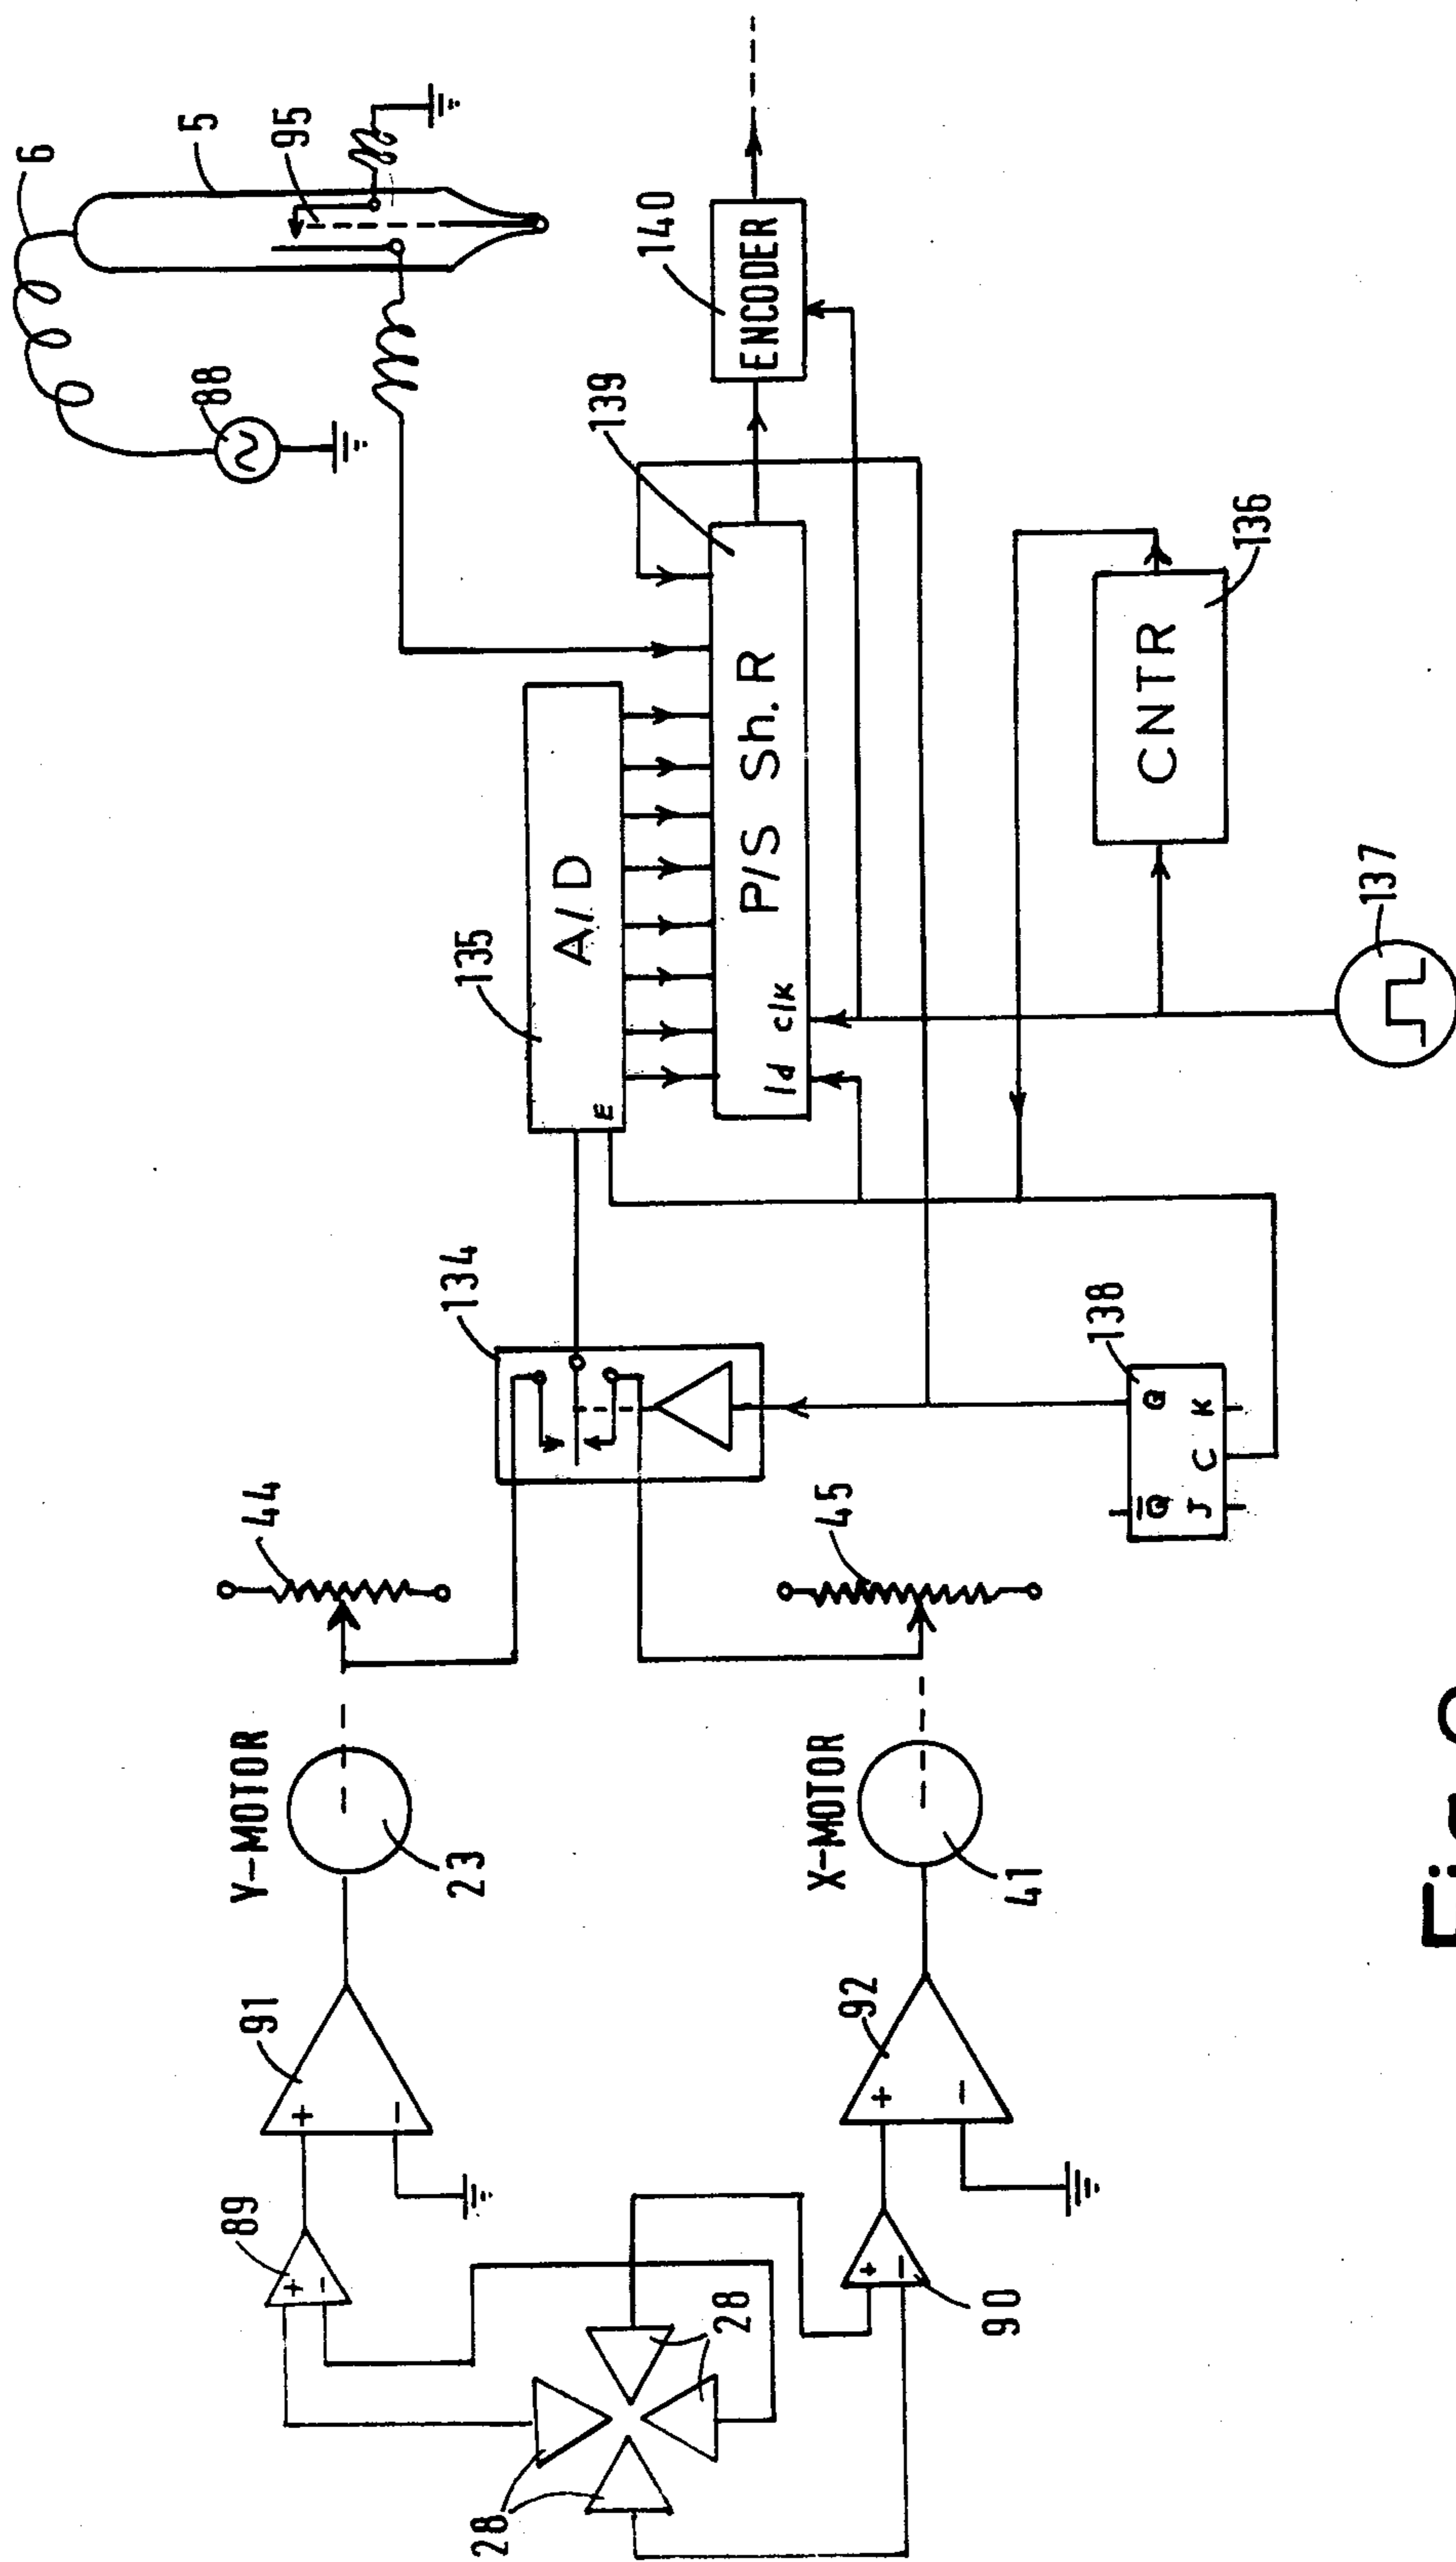 6
5
95
88
140
ENCODER
139
A/D
135
E
P/S Sh. R
ld
clk
CNTR
136
137
134
138
Q
Q
J
C
K
44
45
Y-MOTOR
23
X-MOTOR
41
91
+
−
92
+
−
89
+
−
90
+
−
28
28